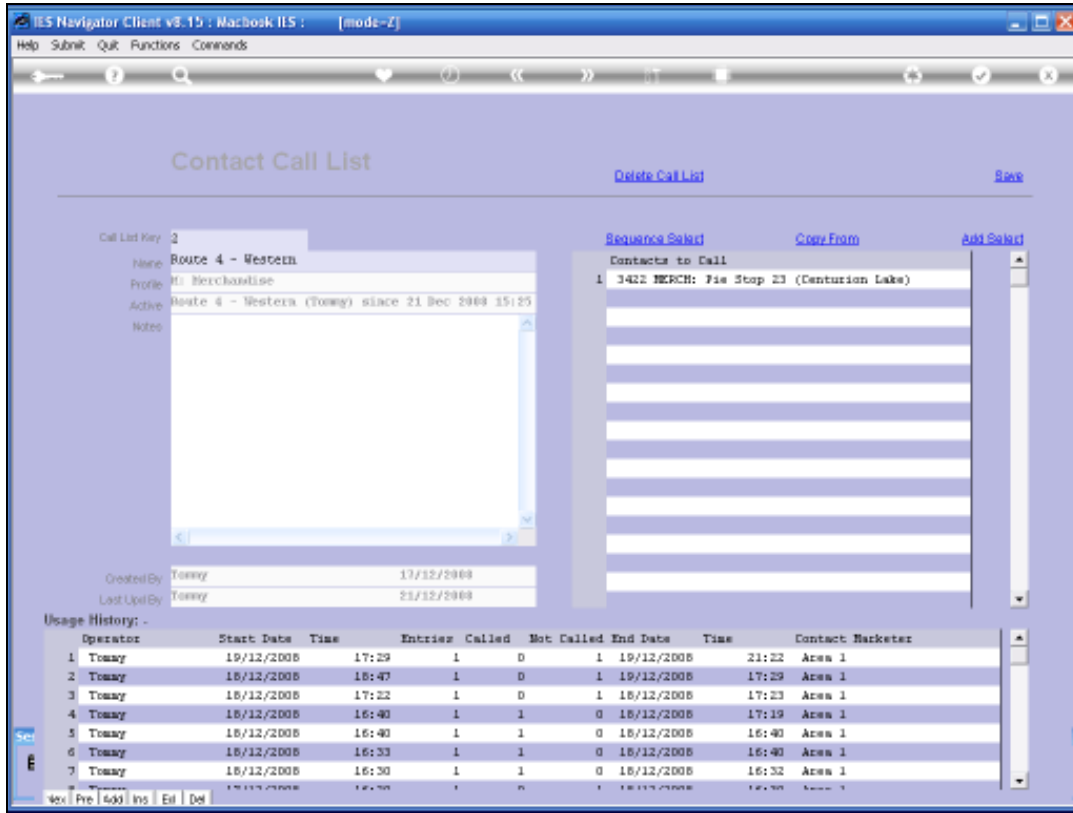 IES Navigator Client v8.15 : Macbook IES : [mode-Z]
Help Submit Quit Functions Commands
Contact Call List
Delete Call List Save
Call List Key 2
Sequence Select Copy From Add Select
Name Route 4 - Western
Contacts to Call
Profile M: Merchandise
1 3422 MERCH: Pie Stop 23 (Centurion Lake)
Active Route 4 - Western (Tommy) since 21 Dec 2008 15:25
Notes
Created By Tommy 17/12/2008
Last Upd By Tommy 21/12/2008
Usage History: -
Operator Start Date Time Entries Called Not Called End Date Time Contact Marketer
1 Tommy 19/12/2008 17:29 1 0 1 19/12/2008 21:22 Area 1
2 Tommy 18/12/2008 18:47 1 0 1 19/12/2008 17:29 Area 1
3 Tommy 18/12/2008 17:22 1 0 1 18/12/2008 17:23 Area 1
4 Tommy 18/12/2008 16:40 1 1 0 18/12/2008 17:19 Area 1
5 Tommy 18/12/2008 16:40 1 1 0 18/12/2008 16:40 Area 1
6 Tommy 18/12/2008 16:33 1 1 0 18/12/2008 16:40 Area 1
7 Tommy 18/12/2008 16:30 1 1 0 18/12/2008 16:32 Area 1
Nex Pre Add Ins Exl Del